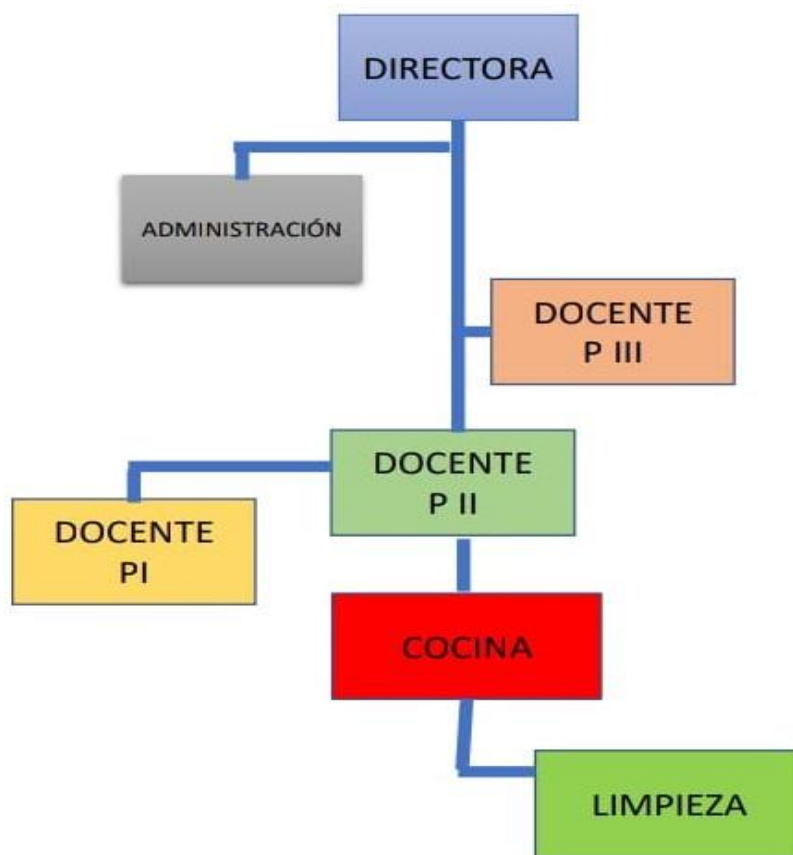 DIRECTORA
ADMINISTRACIÓN
DOCENTE
P III
DOCENTE
P II
DOCENTE
PI
COCINA
LIMPIEZA